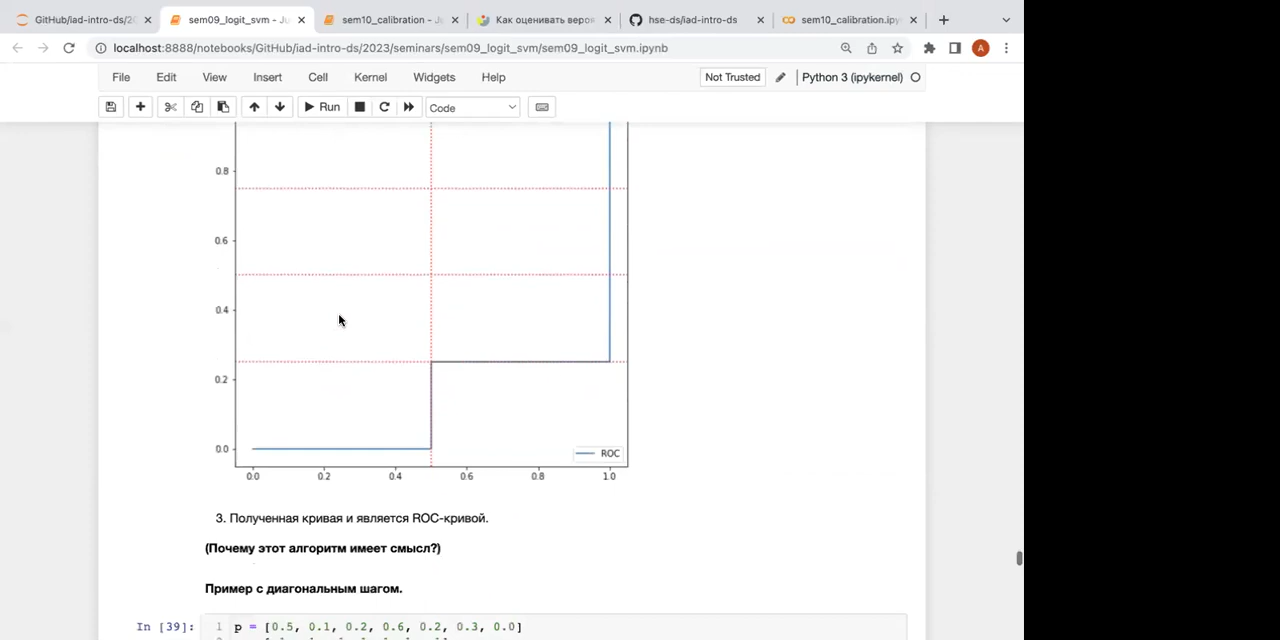 GitHub/iad-intro-ds/20
sem09_logit_svm - Ju
sem10_calibration - J
Как оценивать вероя
hse-ds/iad-intro-ds
sem10_calibration.ipy
localhost:8888/notebooks/GitHub/iad-intro-ds/2023/seminars/sem09_logit_svm/sem09_logit_svm.ipynb
A
File Edit View Insert Cell Kernel Widgets Help Not Trusted Python 3 (ipykernel)
Run Code
0.8
0.6
0.4
0.2
0.0
ROC
0.0 0.2 0.4 0.6 0.8 1.0
3. Полученная кривая и является ROC-кривой.
(Почему этот алгоритм имеет смысл?)
Пример с диагональным шагом.
In [39]: 1 p = [0.5, 0.1, 0.2, 0.6, 0.2, 0.3, 0.0]